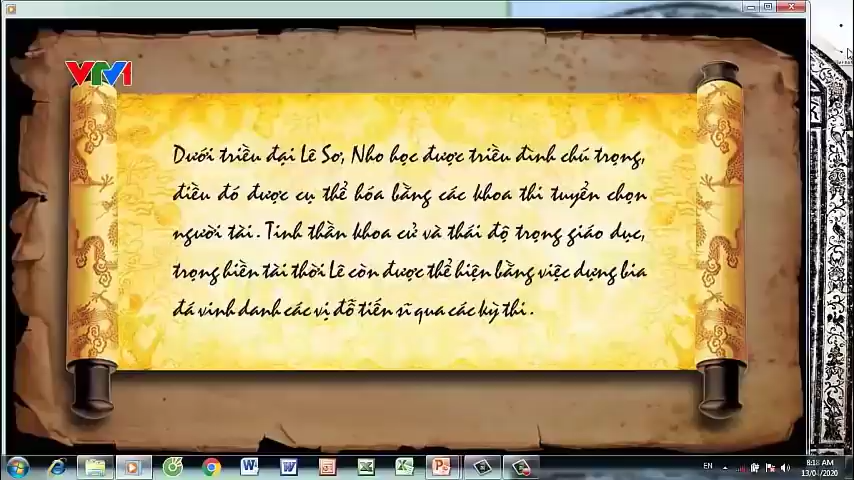 VTV1
Dưới triều đại Lê Sơ, Nho học được triều đình chú trọng,
điều đó được cụ thể hóa bằng các khoa thi tuyển chọn
người tài. Tinh thần khoa cử và thái độ trọng giáo dục,
trọng hiền tài thời Lê còn được thể hiện bằng việc dựng bia
đá vinh danh các vị đỗ tiến sĩ qua các kỳ thi.
EN
8:18 AM